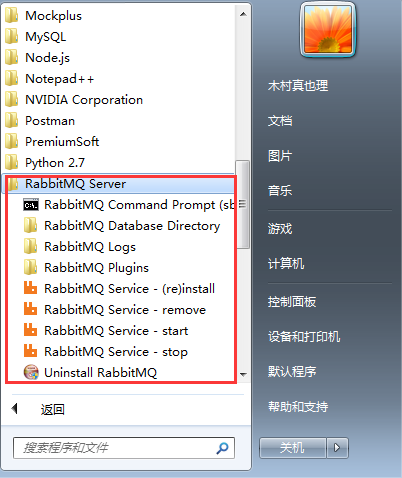 Mockplus
MySQL
Node.js
Notepad++
NVIDIA Corporation
Postman
PremiumSoft
Python 2.7
RabbitMQ Server
RabbitMQ Command Prompt (sb
RabbitMQ Database Directory
RabbitMQ Logs
RabbitMQ Plugins
RabbitMQ Service - (re)install
RabbitMQ Service - remove
RabbitMQ Service - start
RabbitMQ Service - stop
Uninstall RabbitMQ
返回
搜索程序和文件
木村真也理
文档
图片
音乐
游戏
计算机
控制面板
设备和打印机
默认程序
帮助和支持
关机